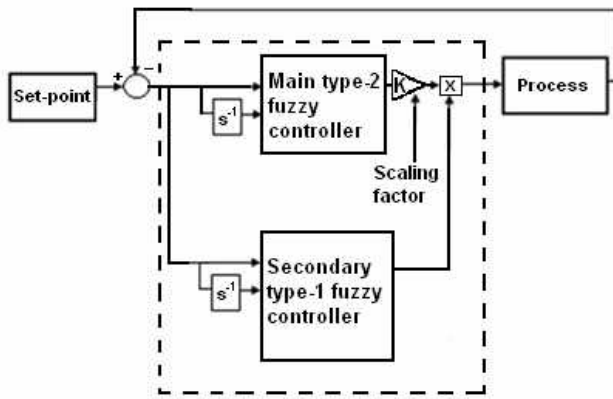 +
−
Set-point
Main type-2
fuzzy
controller
s⁻¹
K
X
Process
Scaling
factor
Secondary
type-1 fuzzy
controller
s⁻¹